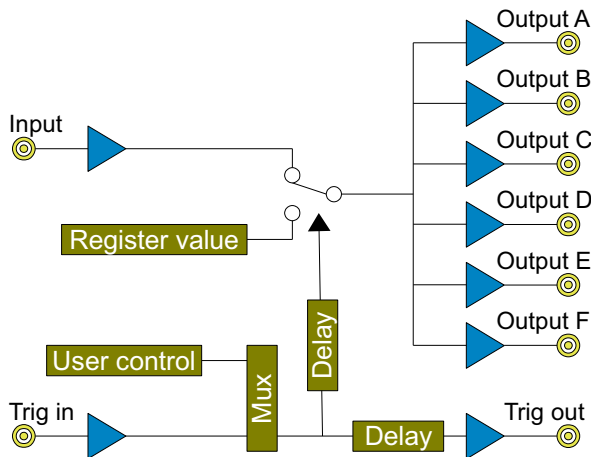 Output A
Output B
Input
Output C
Output D
Register value
Output E
Output F
Delay
User control
Mux
Trig in
Delay
Trig out